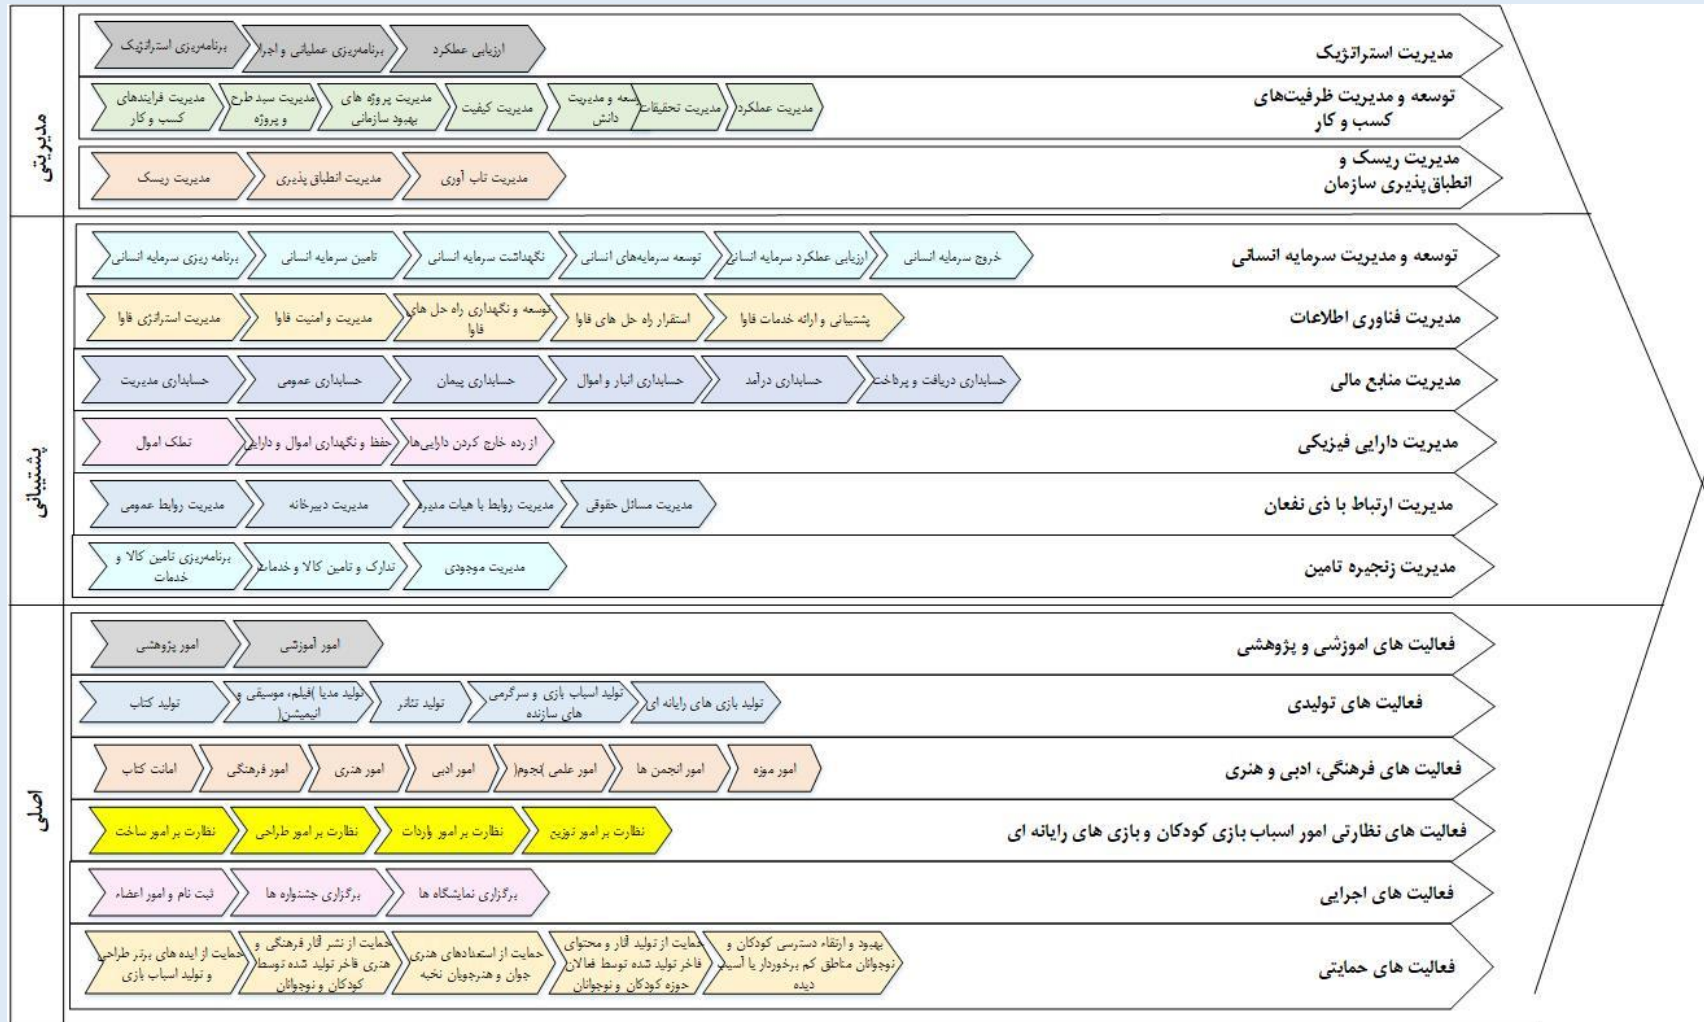 مدیریتی
مدیریت استراتژیک
برنامه‌ریزی استراتژیک
برنامه‌ریزی عملیاتی و اجرا
ارزیابی عملکرد
توسعه و مدیریت ظرفیت‌های
کسب و کار
مدیریت فرایندهای
کسب و کار
مدیریت سبد طرح
و پروژه
مدیریت پروژه های
بهبود سازمانی
مدیریت کیفیت
سعه و مدیریت
دانش
مدیریت تحقیقات
مدیریت عملکرد
مدیریت ریسک و
انطباق‌پذیری سازمان
مدیریت ریسک
مدیریت انطباق پذیری
مدیریت تاب آوری
پشتیبانی
توسعه و مدیریت سرمایه انسانی
برنامه ریزی سرمایه انسانی
تامین سرمایه انسانی
نگهداشت سرمایه انسانی
توسعه سرمایه‌های انسانی
ارزیابی عملکرد سرمایه انسانی
خروج سرمایه انسانی
مدیریت فناوری اطلاعات
مدیریت استراتژی فاوا
مدیریت و امنیت فاوا
توسعه و نگهداری راه حل های
فاوا
استقرار راه حل های فاوا
پشتیبانی و ارائه خدمات فاوا
مدیریت منابع مالی
حسابداری مدیریت
حسابداری عمومی
حسابداری پیمان
حسابداری انبار و اموال
حسابداری درآمد
حسابداری دریافت و پرداخت
مدیریت دارایی فیزیکی
تملک اموال
حفظ و نگهداری اموال و دارایی
از رده خارج کردن دارایی‌ها
مدیریت ارتباط با ذی نفعان
مدیریت روابط عمومی
مدیریت دبیرخانه
مدیریت روابط با هیات مدیره
مدیریت مسائل حقوقی
مدیریت زنجیره تامین
برنامه‌ریزی تامین کالا و
خدمات
تدارک و تامین کالا و خدمات
مدیریت موجودی
اصلی
فعالیت های اموزشی و پژوهشی
امور پژوهشی
امور آموزشی
فعالیت های تولیدی
تولید کتاب
تولید مدیا )فیلم، موسیقی و
انیمیشن(
تولید تئاتر
تولید اسباب بازی و سرگرمی
های سازنده
تولید بازی های رایانه ای
فعالیت های فرهنگی، ادبی و هنری
امانت کتاب
امور فرهنگی
امور هنری
امور ادبی
امور علمی )نجوم(
امور انجمن ها
امور موزه
فعالیت های نظارتی امور اسباب بازی کودکان و بازی های رایانه ای
نظارت بر امور ساخت
نظارت بر امور طراحی
نظارت بر امور واردات
نظارت بر امور توزیع
فعالیت های اجرایی
ثبت نام و امور اعضاء
برگزاری جشنواره ها
برگزاری نمایشگاه ها
فعالیت های حمایتی
حمایت از ایده های برتر طراحی
و تولید اسباب بازی
حمایت از نشر آثار فرهنگی و
هنری فاخر تولید شده توسط
کودکان و نوجوانان
حمایت از استعدادهای هنری
جوان و هنرجویان نخبه
حمایت از تولید آثار و محتوای
فاخر تولید شده توسط فعالان
حوزه کودکان و نوجوانان
بهبود و ارتقاء دسترسی کودکان و
نوجوانان مناطق کم برخوردار یا آسیب
دیده